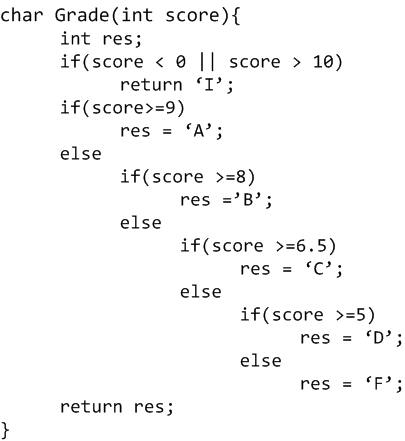 char Grade(int score){
int res;
if(score < 0 || score > 10)
return ‘I’;
if(score>=9)
res = ‘A’;
else
if(score >=8)
res =’B’;
else
if(score >=6.5)
res = ‘C’;
else
if(score >=5)
res = ‘D’;
else
res = ‘F’;
return res;
}